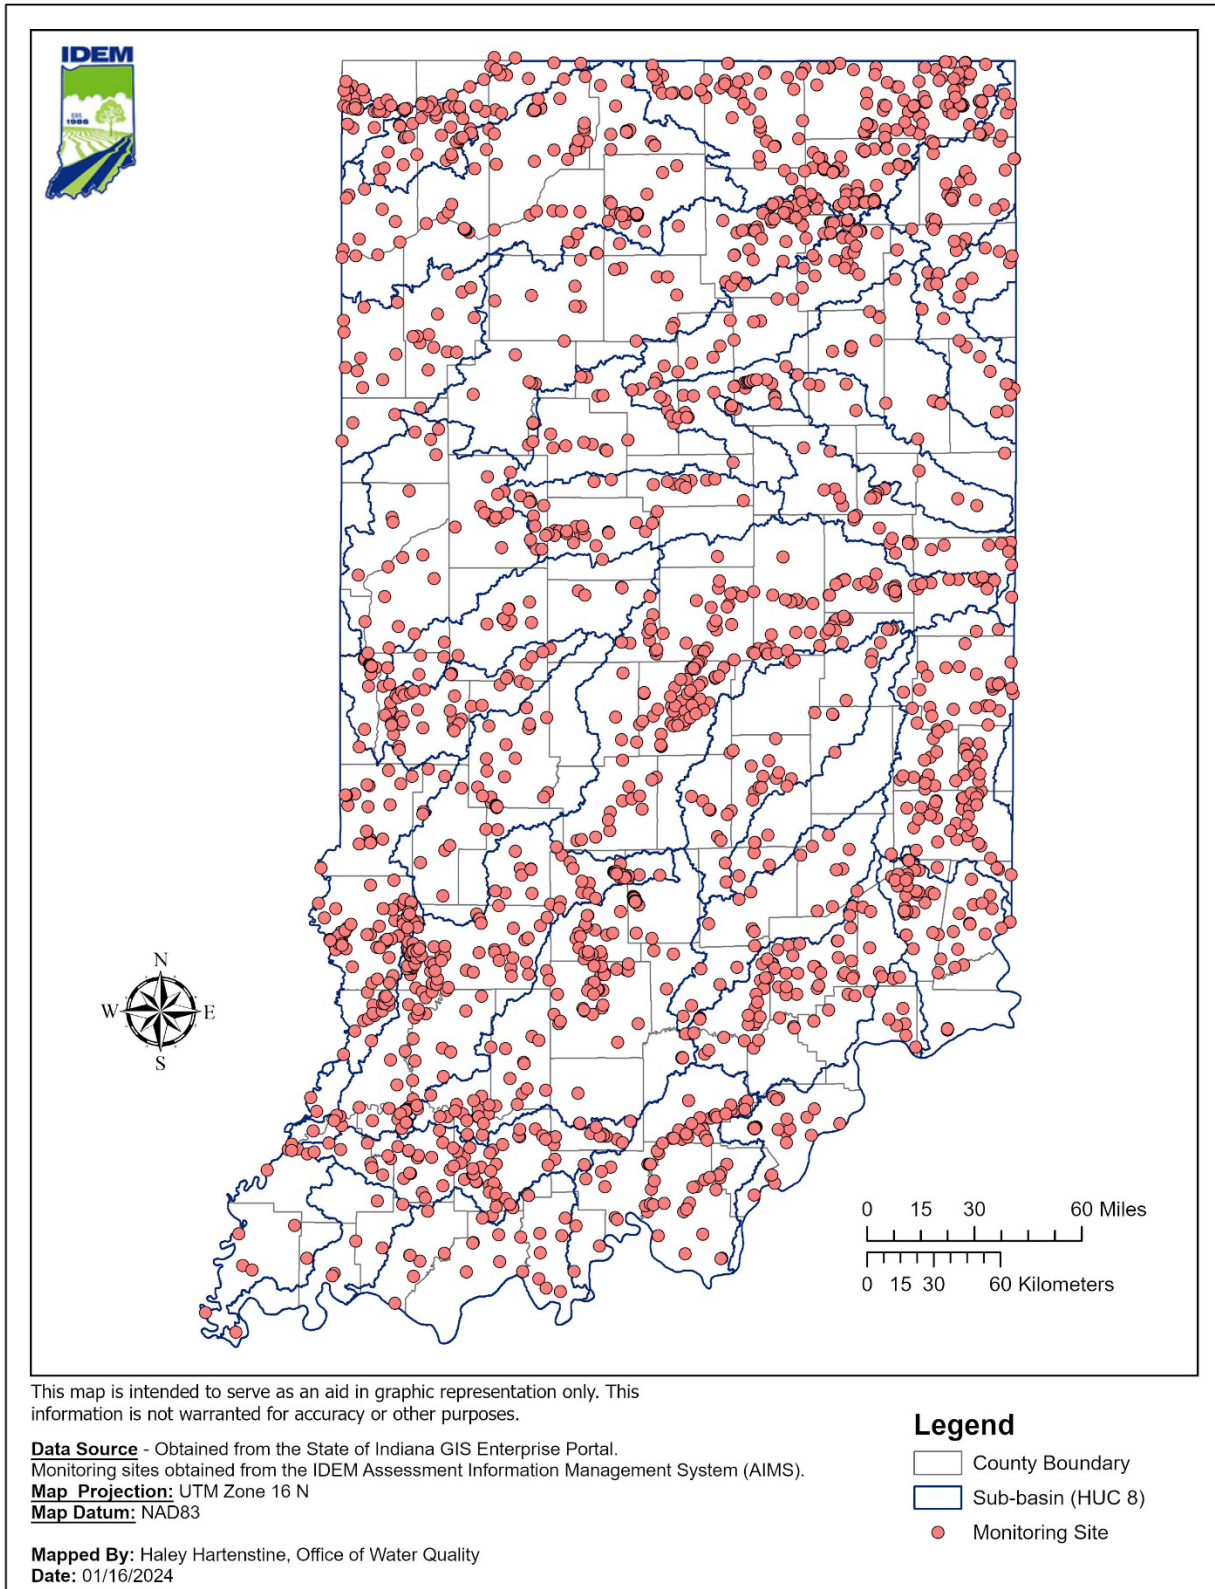 IDEM
EST.
1986
N
W E
S
0 15 30 60 Miles
0 15 30 60 Kilometers
This map is intended to serve as an aid in graphic representation only. This
information is not warranted for accuracy or other purposes.
Data Source - Obtained from the State of Indiana GIS Enterprise Portal.
Monitoring sites obtained from the IDEM Assessment Information Management System (AIMS).
Map Projection: UTM Zone 16 N
Map Datum: NAD83
Mapped By: Haley Hartenstine, Office of Water Quality
Date: 01/16/2024
Legend
County Boundary
Sub-basin (HUC 8)
Monitoring Site